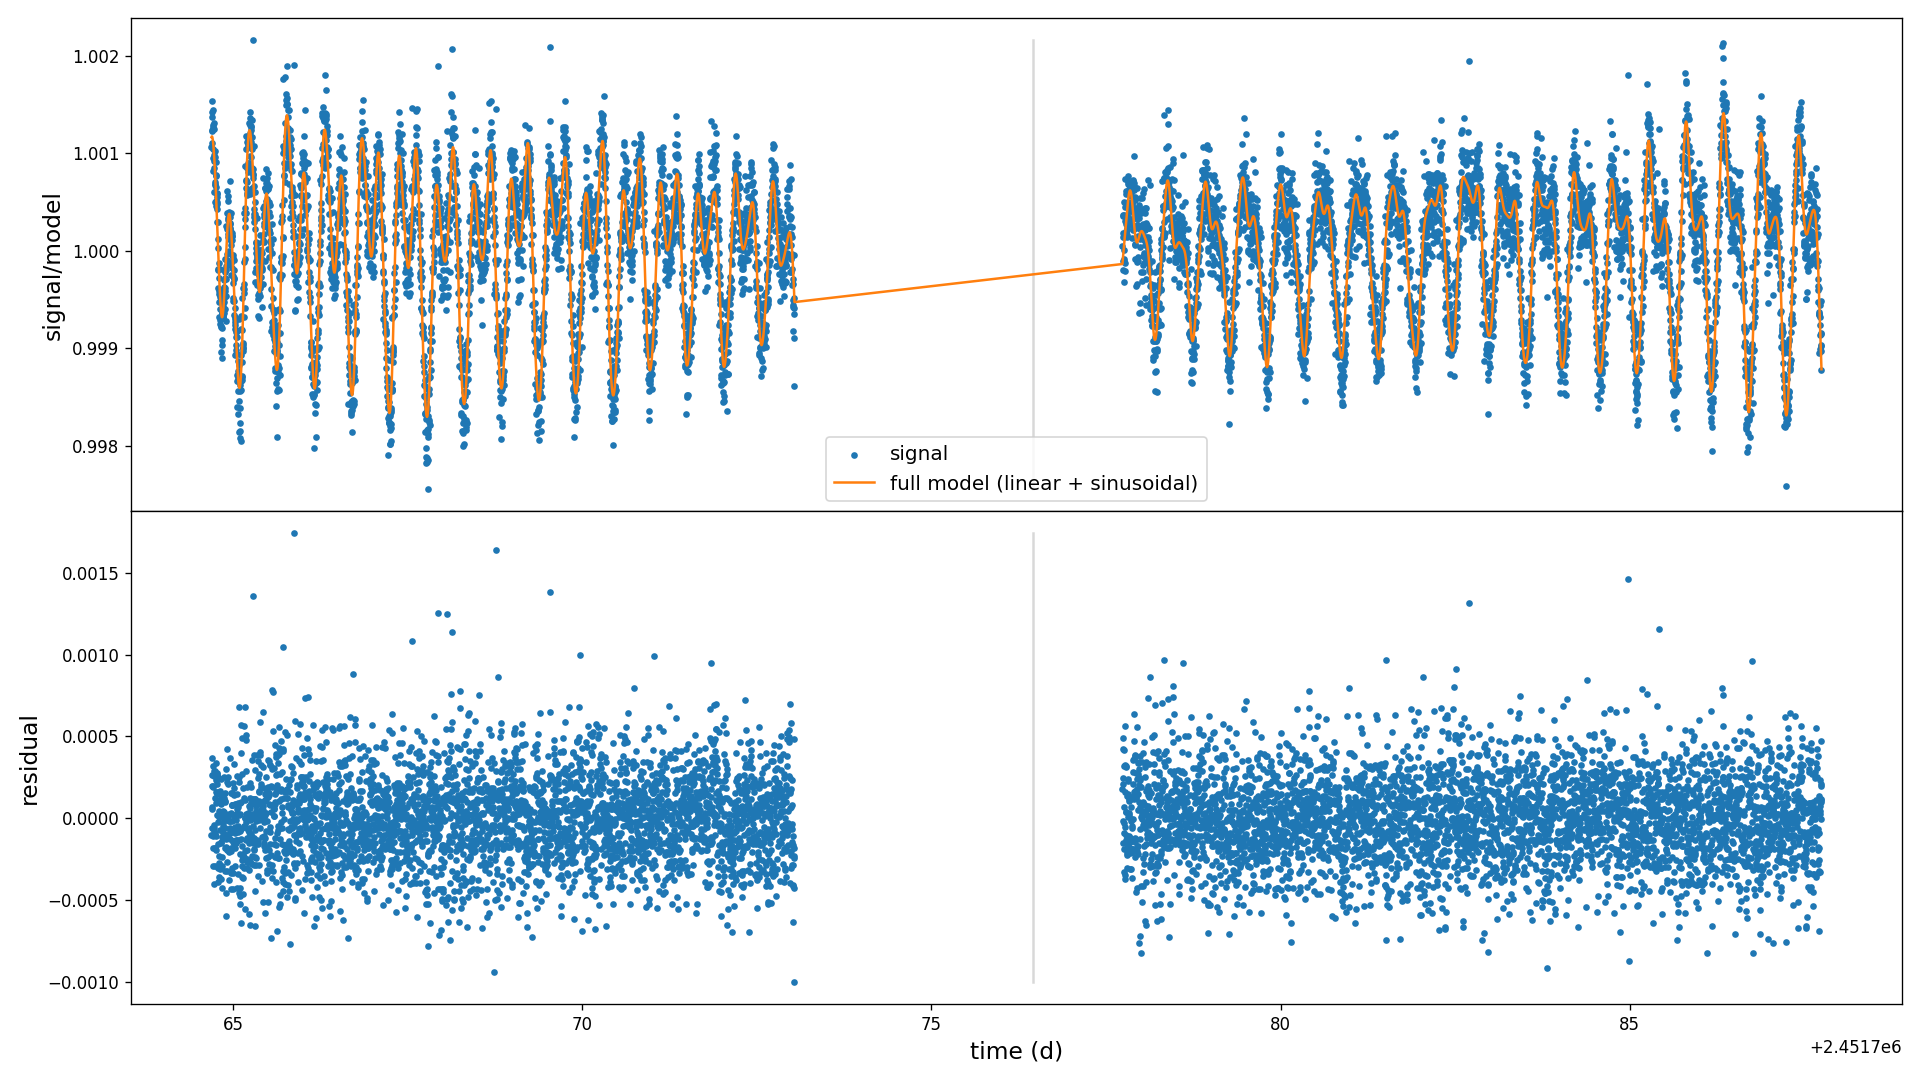 signal/model
1.002
1.001
1.000
0.999
0.998
signal
full model (linear + sinusoidal)
residual
0.0015
0.0010
0.0005
0.0000
−0.0005
−0.0010
65 70 75 80 85
time (d)
+2.4517e6